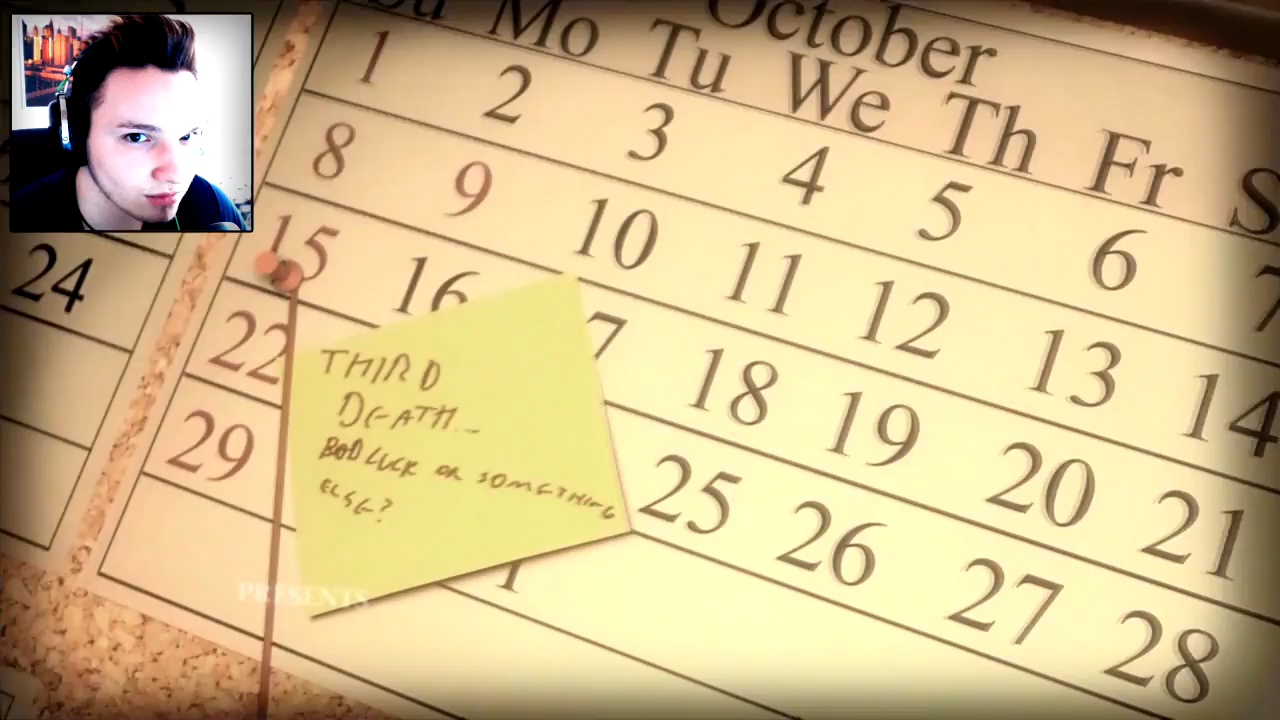 October
Mo Tu We Th Fr S
1 2 3 4 5 6 7
8 9 10 11 12 13 14
15 16 7 18 19 20 21
22 25 26 27 28
29
24
THIRD
DEATH...
BAD LUCK OR SOMETHING
ELSE?
PRESENTS